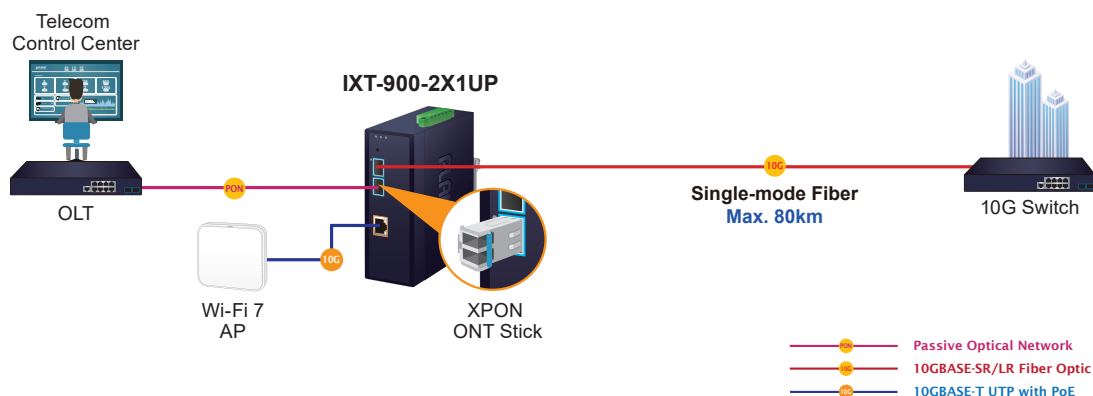 Telecom
Control Center
OLT
PON
IXT-900-2X1UP
PLA
10G
Single-mode Fiber
Max. 80km
10G Switch
Wi-Fi 7
AP
10G
XPON
ONT Stick
PON
Passive Optical Network
10G
10GBASE-SR/LR Fiber Optic
10G
10GBASE-T UTP with PoE